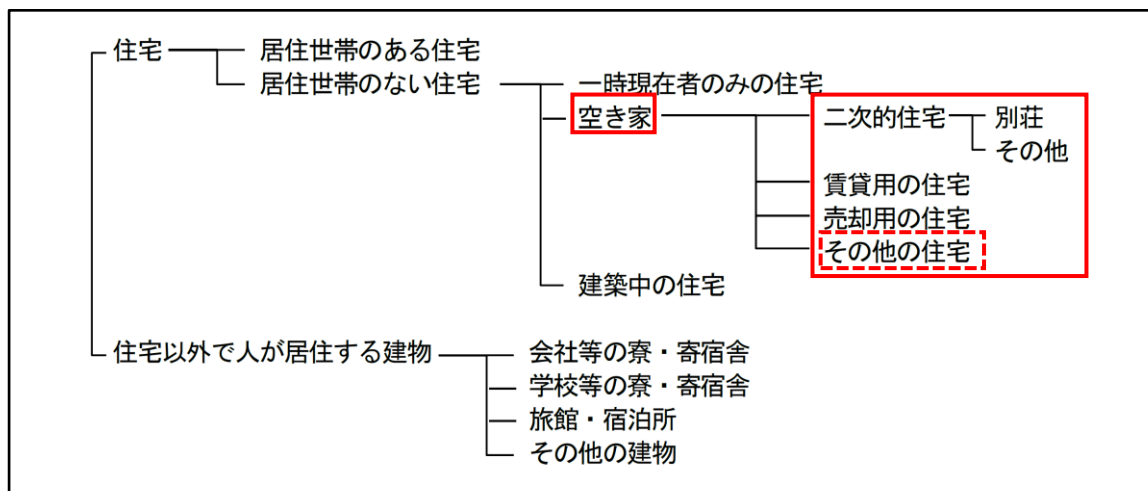 住宅
居住世帯のある住宅
居住世帯のない住宅
一時現在者のみの住宅
空き家
二次的住宅
別荘
その他
賃貸用の住宅
売却用の住宅
その他の住宅
建築中の住宅
住宅以外で人が居住する建物
会社等の寮・寄宿舎
学校等の寮・寄宿舎
旅館・宿泊所
その他の建物